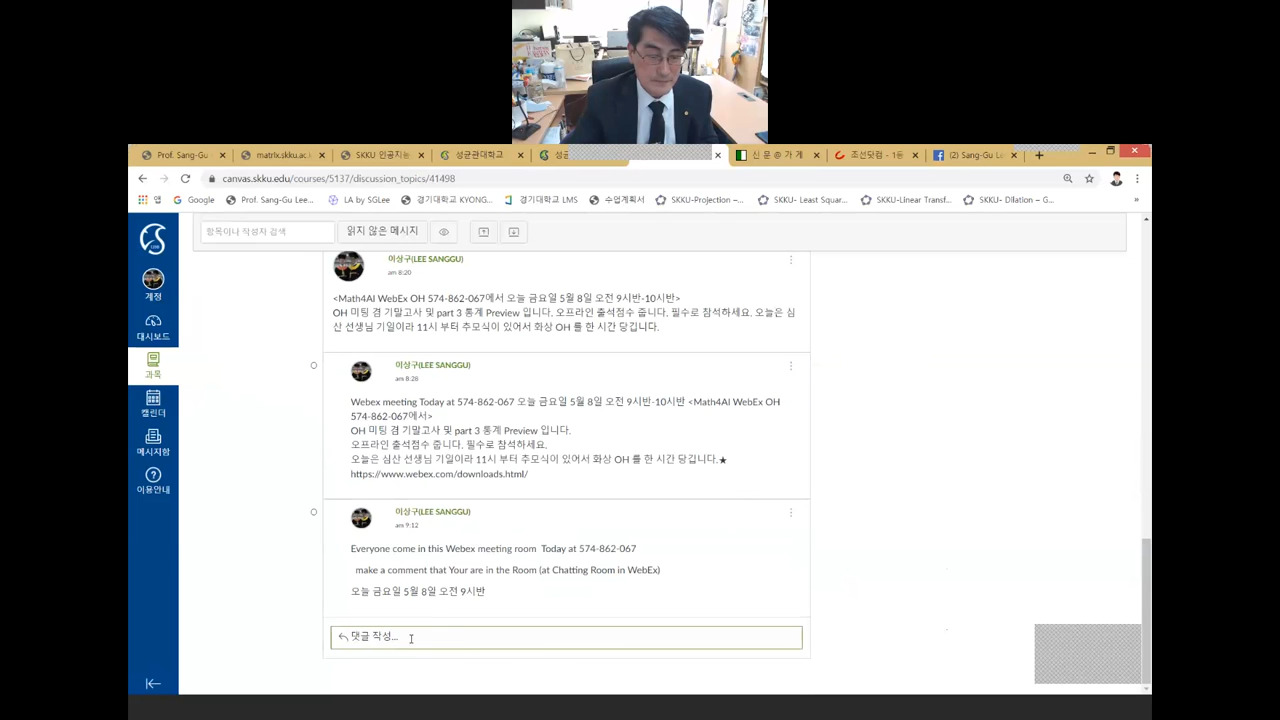 Prof. Sang-Gu
matrix.skku.ac.k
SKKU 인공지능
성균관대학교
성균
신 문 @ 가 게
조선닷컴 - 1등
(2) Sang-Gu Le
canvas.skku.edu/courses/5137/discussion_topics/41498
앱
Google
Prof. Sang-Gu Lee...
LA by SGLee
경기대학교 KYONG...
경기대학교 LMS
수업계획서
SKKU-Projection –...
SKKU- Least Squar...
SKKU-Linear Transf...
SKKU- Dilation – G...
»
항목이나 작성자 검색
읽지 않은 메시지
계정
대시보드
과목
캘린더
메시지함
이용안내
이상구(LEE SANGGU)
am 8:20
<Math4AI WebEx OH 574-862-067에서 오늘 금요일 5월 8일 오전 9시반-10시반>
OH 미팅 겸 기말고사 및 part 3 통계 Preview 입니다. 오프라인 출석점수 줍니다. 필수로 참석하세요. 오늘은 심
산 선생님 기일이라 11시 부터 추모식이 있어서 화상 OH 를 한 시간 당깁니다.
이상구(LEE SANGGU)
am 8:28
Webex meeting Today at 574-862-067 오늘 금요일 5월 8일 오전 9시반-10시반 <Math4AI WebEx OH
574-862-067에서>
OH 미팅 겸 기말고사 및 part 3 통계 Preview 입니다.
오프라인 출석점수 줍니다. 필수로 참석하세요.
오늘은 심산 선생님 기일이라 11시 부터 추모식이 있어서 화상 OH 를 한 시간 당깁니다.★
https://www.webex.com/downloads.html/
이상구(LEE SANGGU)
am 9:12
Everyone come in this Webex meeting room Today at 574-862-067
make a comment that Your are in the Room (at Chatting Room in WebEx)
오늘 금요일 5월 8일 오전 9시반
댓글 작성...